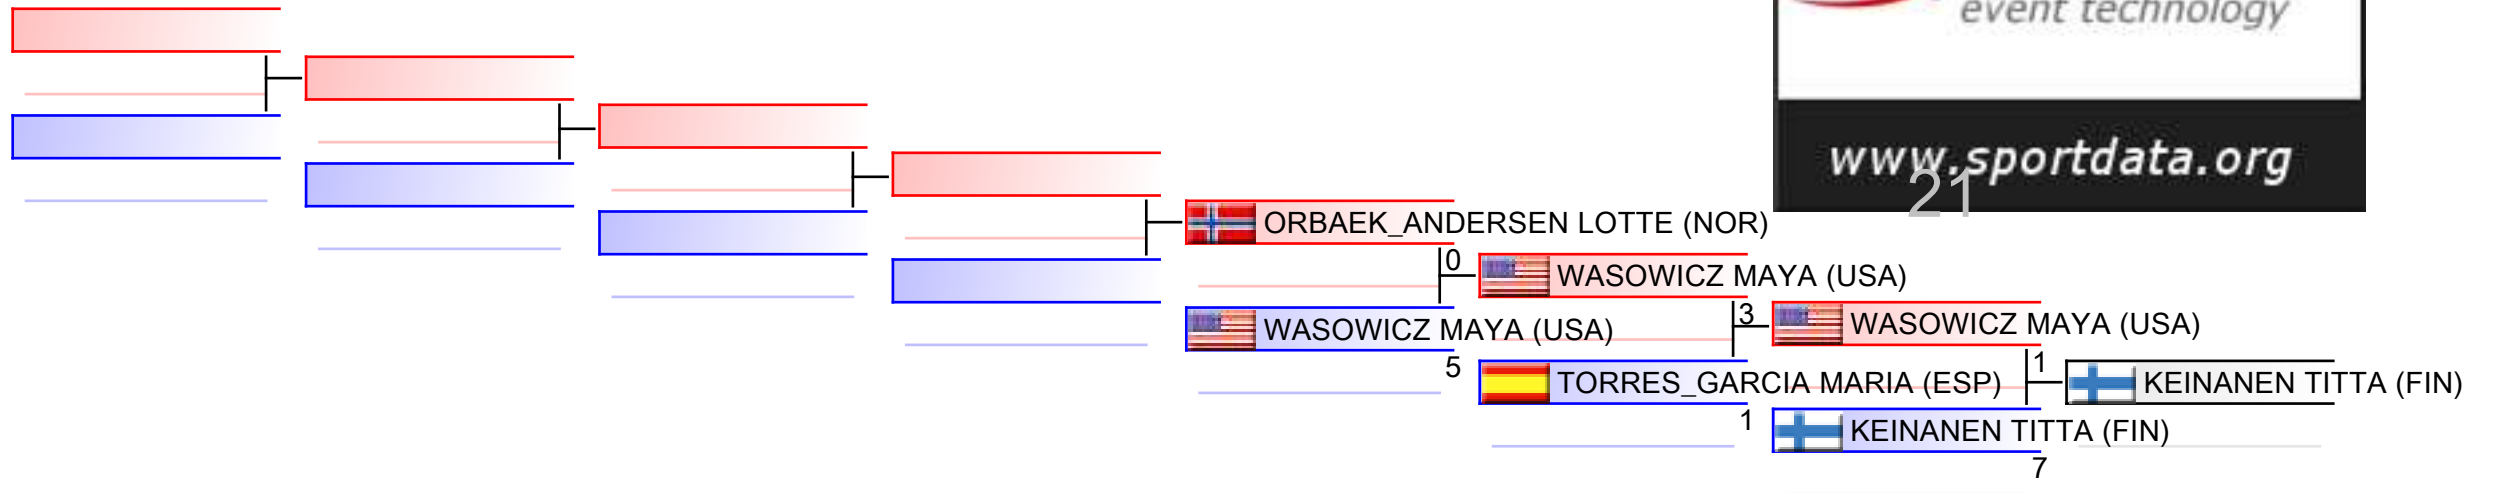 event technology
www.sportdata.org
21
ORBAEK_ANDERSEN LOTTE (NOR)
0
WASOWICZ MAYA (USA)
3
WASOWICZ MAYA (USA)
WASOWICZ MAYA (USA)
5
1
TORRES_GARCIA MARIA (ESP)
KEINANEN TITTA (FIN)
1
KEINANEN TITTA (FIN)
7